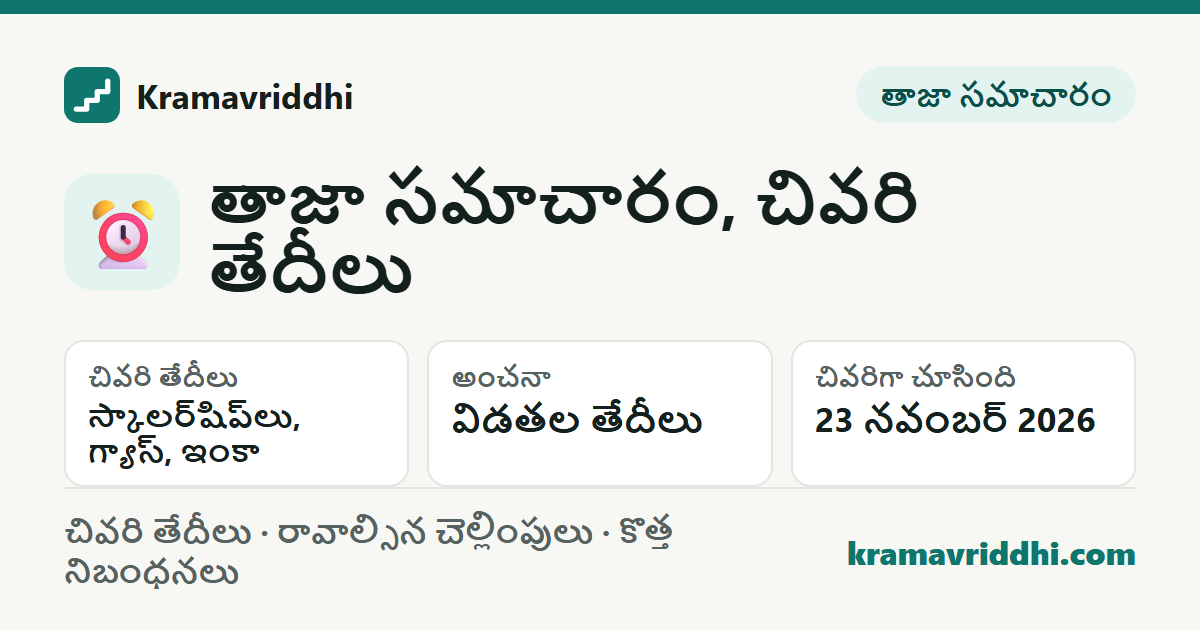 Kramavriddhi
తాజా సమాచారం
తాజా సమాచారం, చివరి
తేదీలు
చివరి తేదీలు
స్కాలర్‌షిప్‌లు,
గ్యాస్, ఇంకా
అంచనా
విడతల తేదీలు
చివరిగా చూసింది
23 నవంబర్ 2026
చివరి తేదీలు · రావాల్సిన చెల్లింపులు · కొత్త
నిబంధనలు
kramavriddhi.com